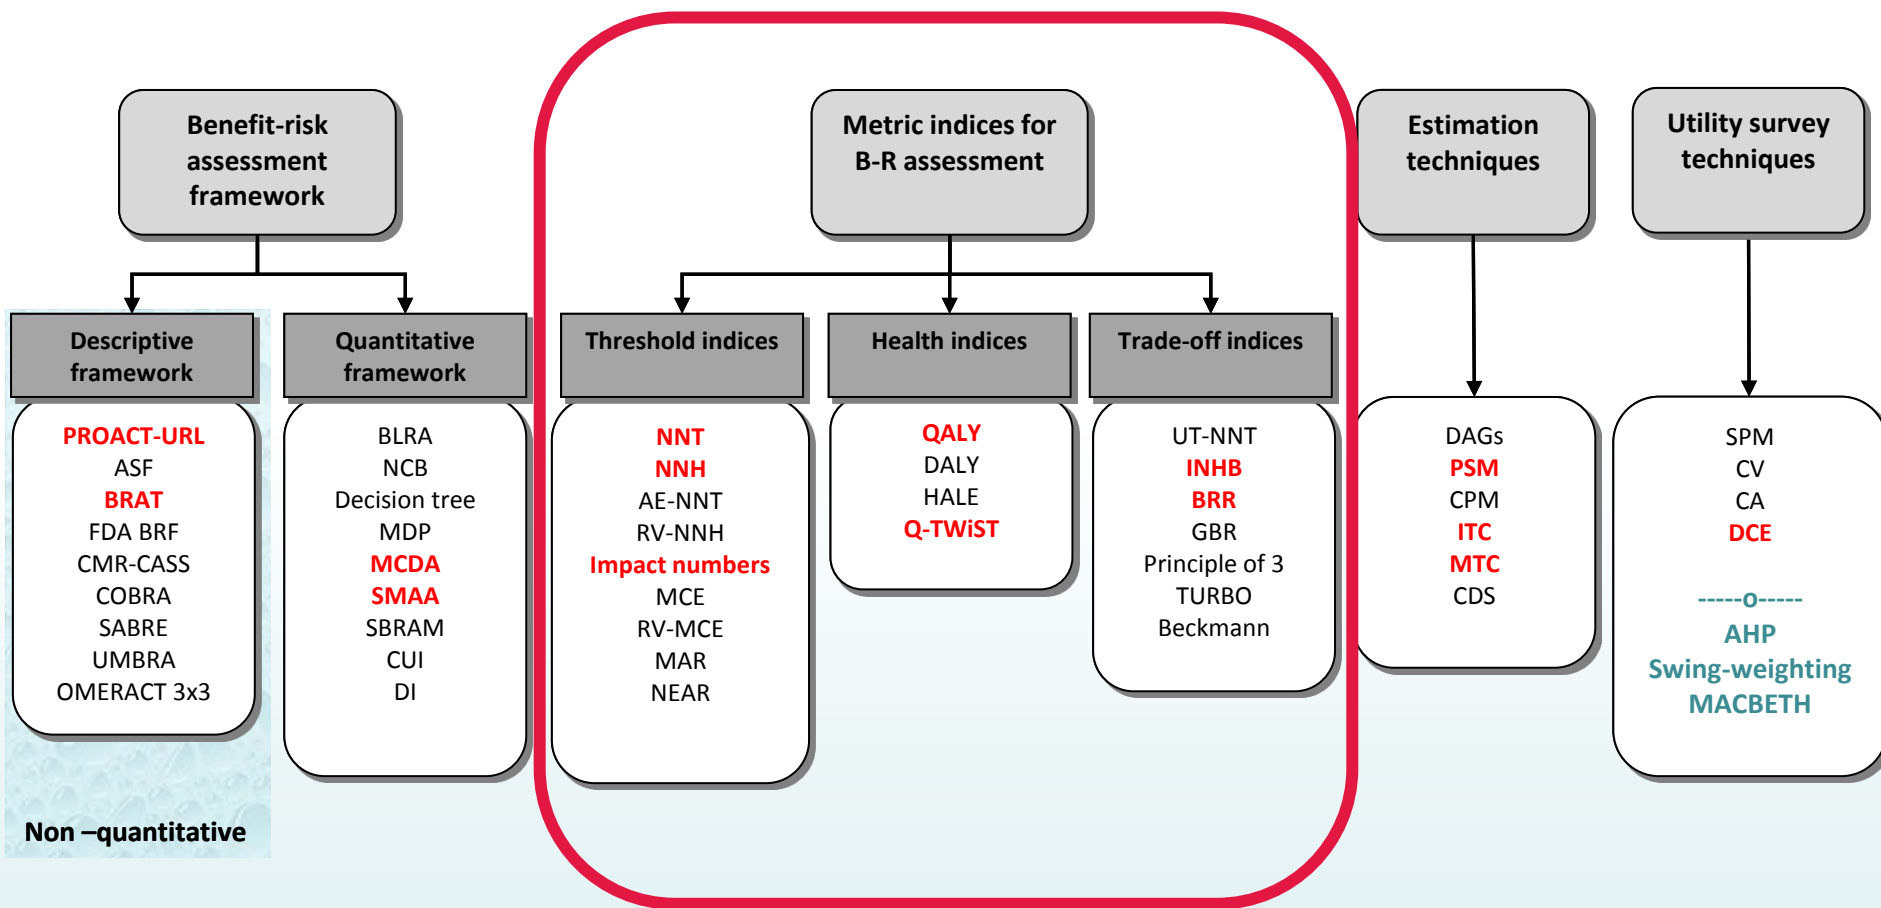 Benefit-risk
assessment
framework
Metric indices for
B-R assessment
Estimation
techniques
Utility survey
techniques
Descriptive
framework
Quantitative
framework
Threshold indices
Health indices
Trade-off indices
PROACT-URL
ASF
BRAT
FDA BRF
CMR-CASS
COBRA
SABRE
UMBRA
OMERACT 3x3
Non –quantitative
BLRA
NCB
Decision tree
MDP
MCDA
SMAA
SBRAM
CUI
DI
NNT
NNH
AE-NNT
RV-NNH
Impact numbers
MCE
RV-MCE
MAR
NEAR
QALY
DALY
HALE
Q-TWiST
UT-NNT
INHB
BRR
GBR
Principle of 3
TURBO
Beckmann
DAGs
PSM
CPM
ITC
MTC
CDS
SPM
CV
CA
DCE
-----o-----
AHP
Swing-weighting
MACBETH